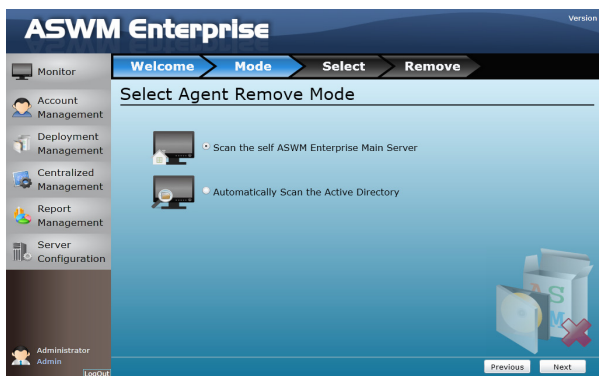 ASWM Enterprise
Version
Monitor
Account
Management
Deployment
Management
Centralized
Management
Report
Management
Server
Configuration
Administrator
Admin
LogOut
Welcome
Mode
Select
Remove
Select Agent Remove Mode
Scan the self ASWM Enterprise Main Server
Automatically Scan the Active Directory
AS
WM
Previous
Next